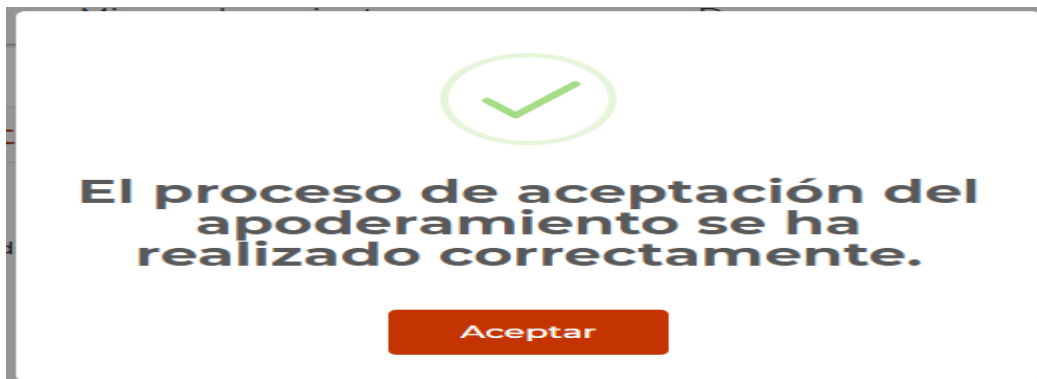 El proceso de aceptación del
apoderamiento se ha
realizado correctamente.
Aceptar